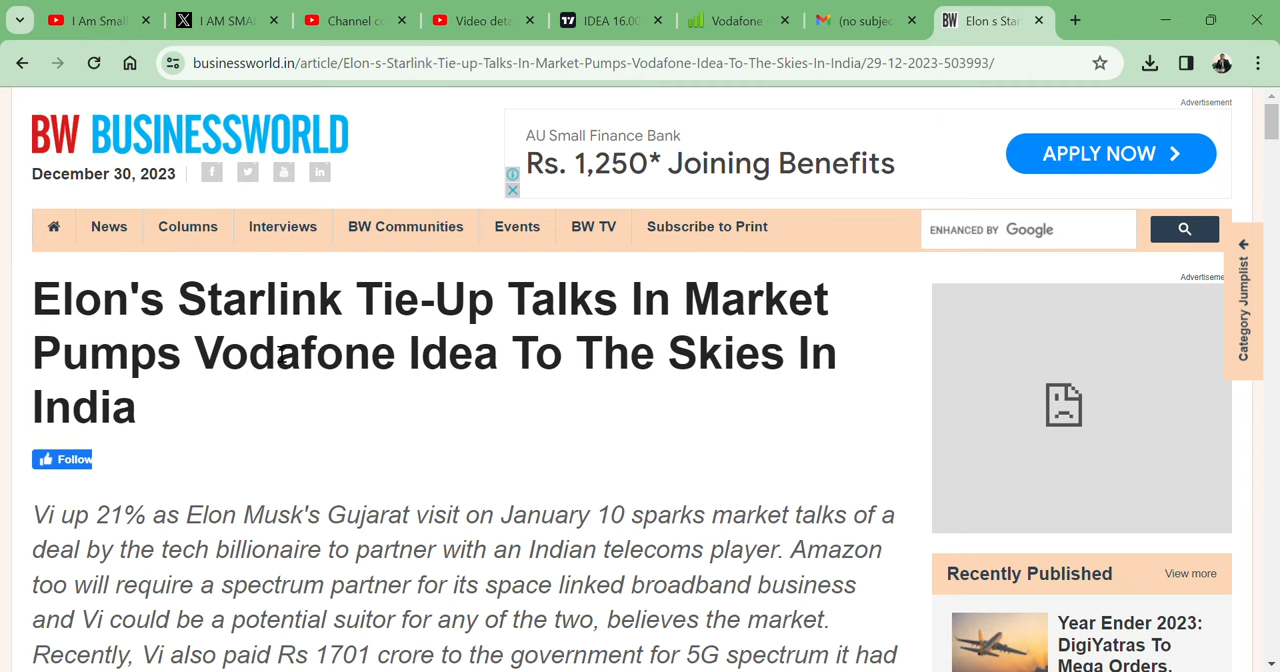 I Am Smal
I AM SMA
Channel c
Video deta
IDEA 16.0
Vodafone
(no subjec
BW Elon s Star
businessworld.in/article/Elon-s-Starlink-Tie-up-Talks-In-Market-Pumps-Vodafone-Idea-To-The-Skies-In-India/29-12-2023-503993/
Advertisement
BW BUSINESSWORLD
December 30, 2023
AU Small Finance Bank
Rs. 1,250* Joining Benefits
APPLY NOW
News Columns Interviews BW Communities Events BW TV Subscribe to Print
ENHANCED BY Google
Category Jumplist
Advertiseme
Elon's Starlink Tie-Up Talks In Market
Pumps Vodafone Idea To The Skies In
India
Follow
Vi up 21% as Elon Musk's Gujarat visit on January 10 sparks market talks of a
deal by the tech billionaire to partner with an Indian telecoms player. Amazon
too will require a spectrum partner for its space linked broadband business
and Vi could be a potential suitor for any of the two, believes the market.
Recently, Vi also paid Rs 1701 crore to the government for 5G spectrum it had
Recently Published
View more
Year Ender 2023:
DigiYatras To
Mega Orders,